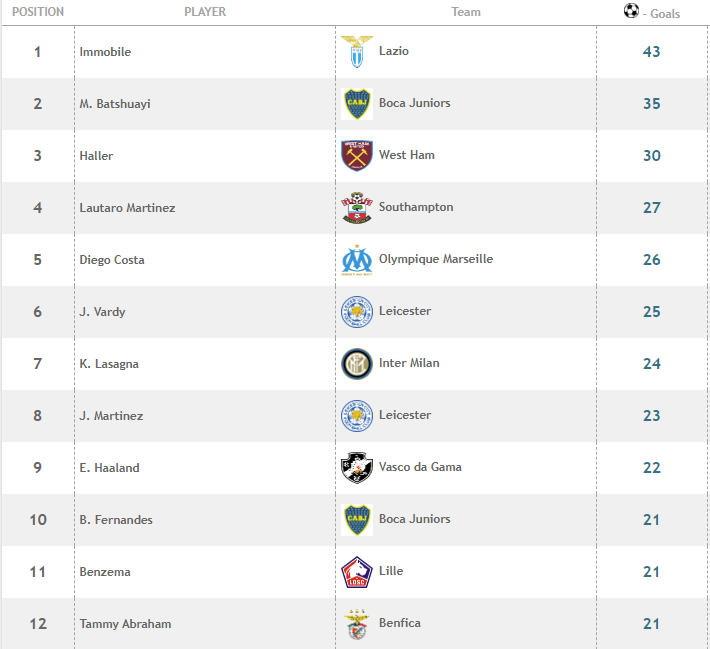 POSITION PLAYER Team - Goals
1 Immobile Lazio 43
2 M. Batshuayi Boca Juniors 35
3 Haller West Ham 30
4 Lautaro Martinez Southampton 27
5 Diego Costa Olympique Marseille 26
6 J. Vardy Leicester 25
7 K. Lasagna Inter Milan 24
8 J. Martinez Leicester 23
9 E. Haaland Vasco da Gama 22
10 B. Fernandes Boca Juniors 21
11 Benzema Lille 21
12 Tammy Abraham Benfica 21